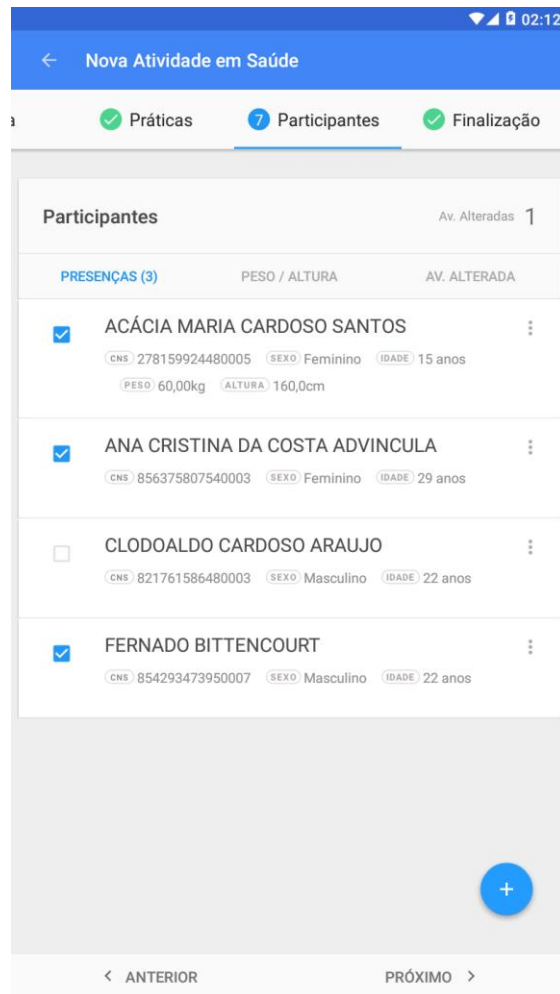 02:12
Nova Atividade em Saúde
a Práticas 7 Participantes Finalização
Participantes Av. Alteradas 1
PRESENÇAS (3) PESO / ALTURA AV. ALTERADA
ACÁCIA MARIA CARDOSO SANTOS
CNS 278159924480005 SEXO Feminino IDADE 15 anos
PESO 60,00kg ALTURA 160,0cm
ANA CRISTINA DA COSTA ADVINCULA
CNS 856375807540003 SEXO Feminino IDADE 29 anos
CLODOALDO CARDOSO ARAUJO
CNS 821761586480003 SEXO Masculino IDADE 22 anos
FERNADO BITTENCOURT
CNS 854293473950007 SEXO Masculino IDADE 22 anos
+
< ANTERIOR PRÓXIMO >